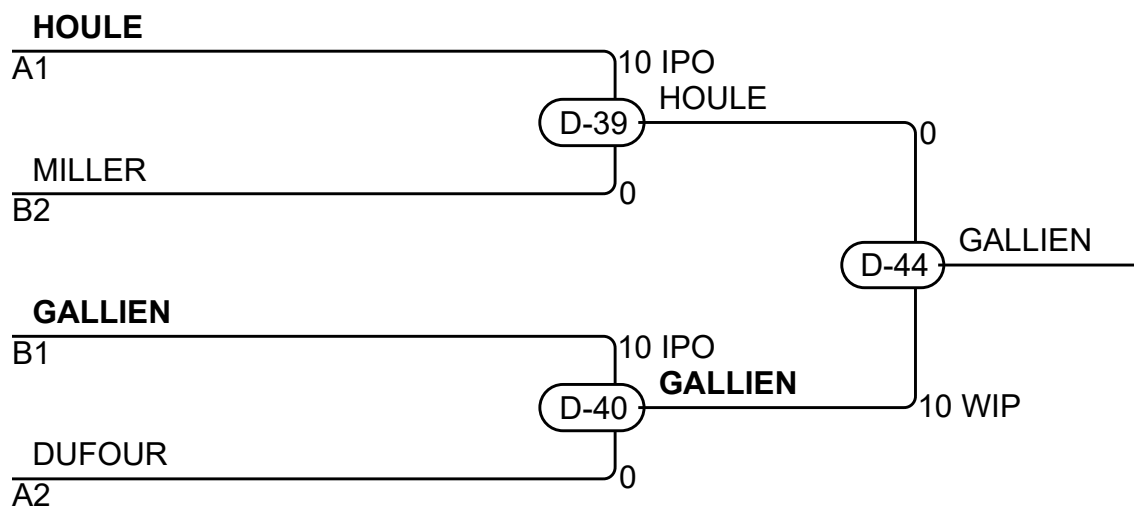 HOULE
A1
10 IPO
HOULE
D-39
0
MILLER
B2
0
GALLIEN
D-44
GALLIEN
B1
10 IPO
GALLIEN
D-40
10 WIP
DUFOUR
A2
0